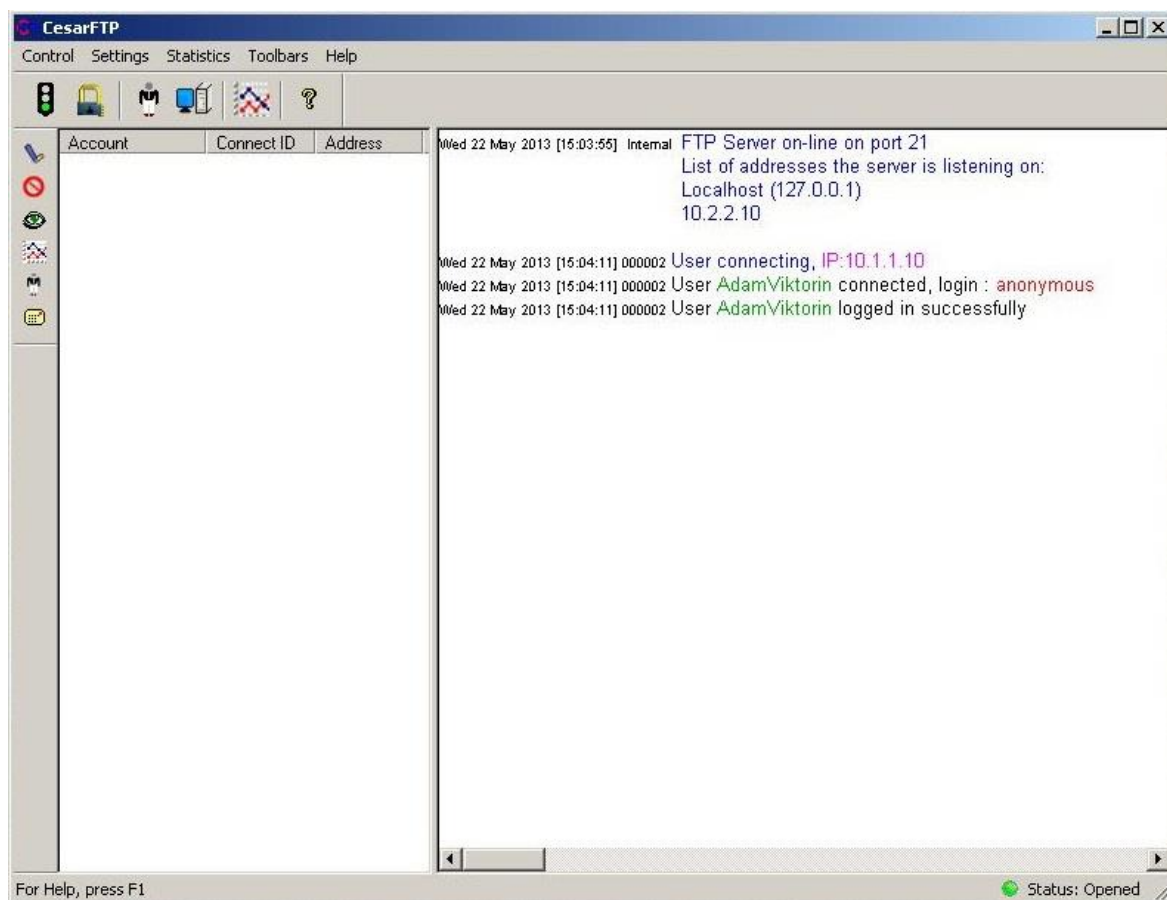 CesarFTP
Control Settings Statistics Toolbars Help
Account Connect ID Address
Wed 22 May 2013 [15:03:55] Internal FTP Server on-line on port 21
List of addresses the server is listening on:
Localhost (127.0.0.1)
10.2.2.10
Wed 22 May 2013 [15:04:11] 000002 User connecting, IP:10.1.1.10
Wed 22 May 2013 [15:04:11] 000002 User AdamViktorin connected, login : anonymous
Wed 22 May 2013 [15:04:11] 000002 User AdamViktorin logged in successfully
For Help, press F1 Status: Opened